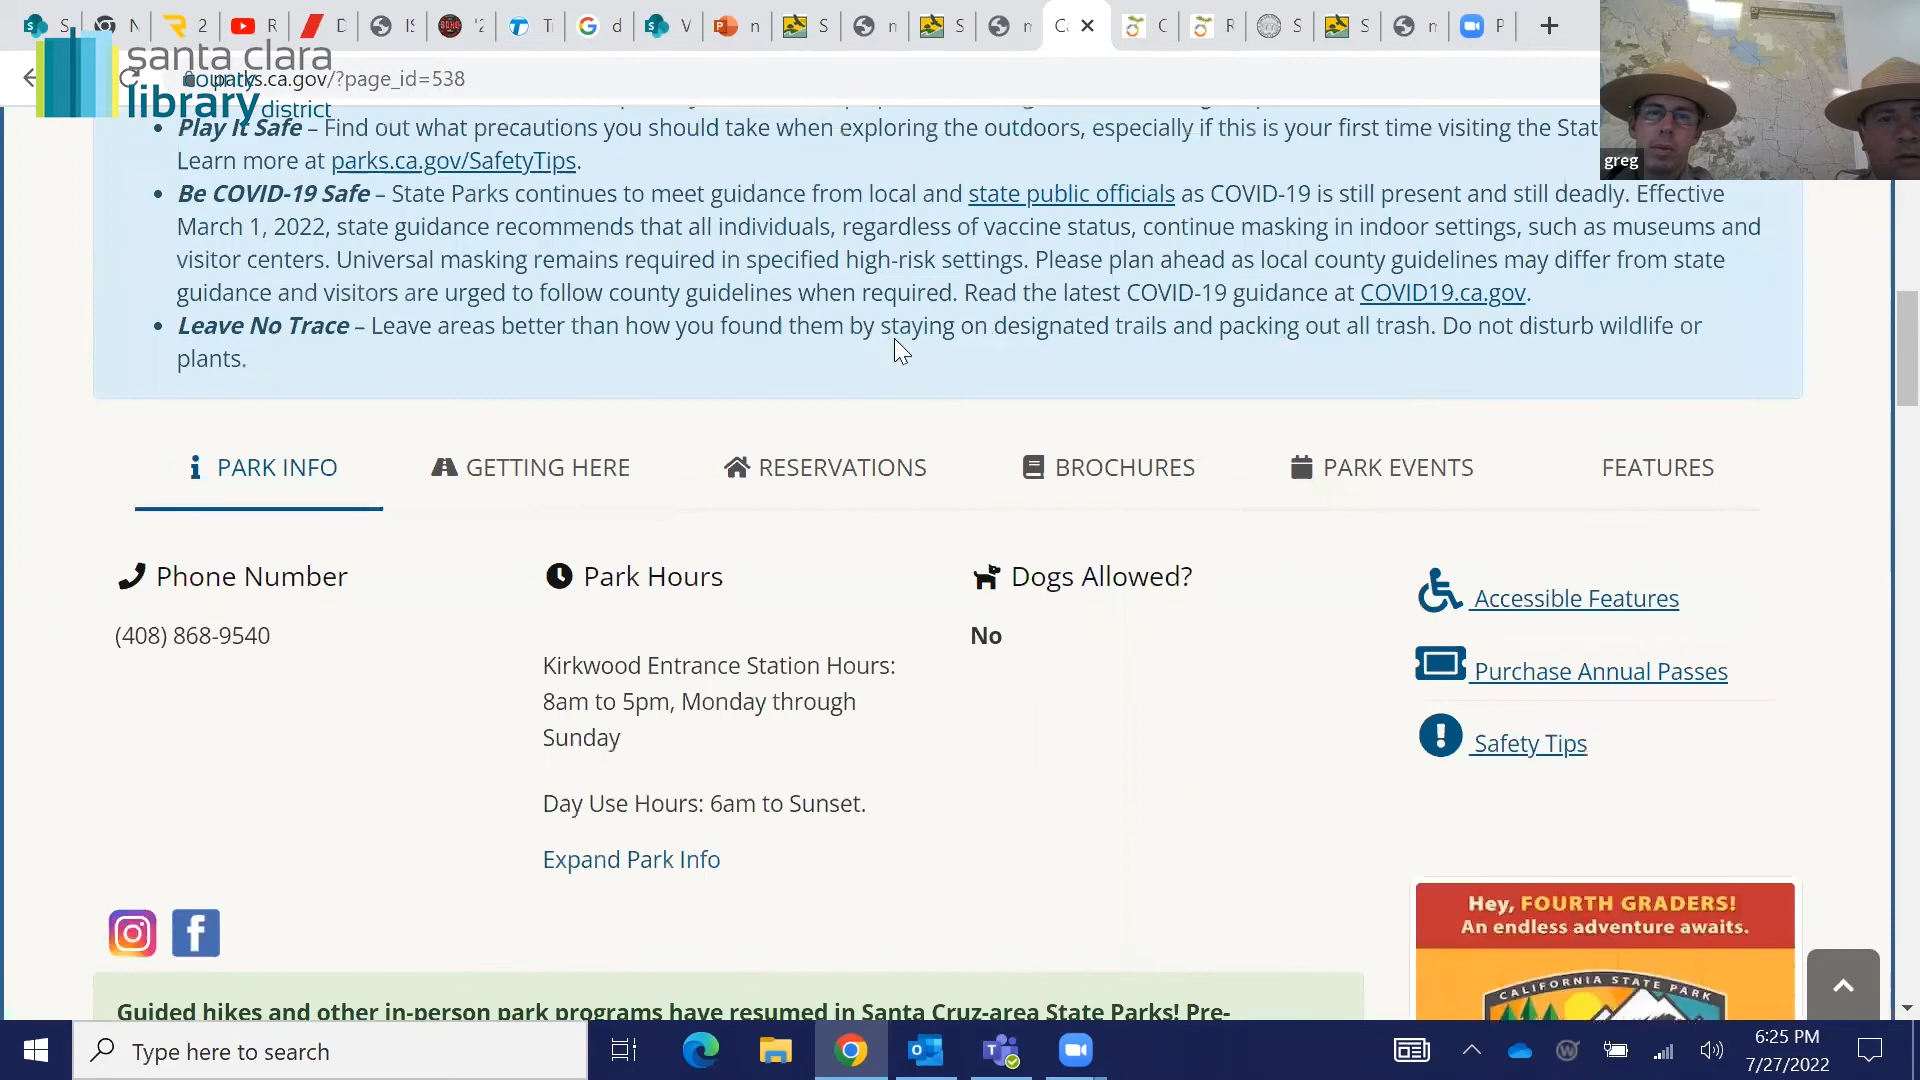 S
N
2
R
D
IS
'2
T
d
V
n
S
n
S
n
C
C
R
S
S
n
P
parks.ca.gov/?page_id=538
santa clara
county
library district
Play It Safe – Find out what precautions you should take when exploring the outdoors, especially if this is your first time visiting the Stat
Learn more at parks.ca.gov/SafetyTips.
Be COVID-19 Safe – State Parks continues to meet guidance from local and state public officials as COVID-19 is still present and still deadly. Effective
March 1, 2022, state guidance recommends that all individuals, regardless of vaccine status, continue masking in indoor settings, such as museums and
visitor centers. Universal masking remains required in specified high-risk settings. Please plan ahead as local county guidelines may differ from state
guidance and visitors are urged to follow county guidelines when required. Read the latest COVID-19 guidance at COVID19.ca.gov.
Leave No Trace – Leave areas better than how you found them by staying on designated trails and packing out all trash. Do not disturb wildlife or
plants.
greg
PARK INFO
GETTING HERE
RESERVATIONS
BROCHURES
PARK EVENTS
FEATURES
Phone Number
(408) 868-9540
Park Hours
Kirkwood Entrance Station Hours:
8am to 5pm, Monday through
Sunday
Day Use Hours: 6am to Sunset.
Expand Park Info
Dogs Allowed?
No
Accessible Features
Purchase Annual Passes
Safety Tips
Hey, FOURTH GRADERS!
An endless adventure awaits.
CALIFORNIA STATE PARK
Guided hikes and other in-person park programs have resumed in Santa Cruz-area State Parks! Pre-
Type here to search
6:25 PM
7/27/2022